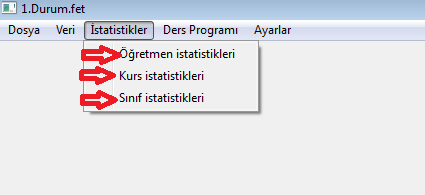 1.Durum.fet
Dosya Veri İstatistikler Ders Programı Ayarlar
Öğretmen istatistikleri
Kurs istatistikleri
Sınıf istatistikleri